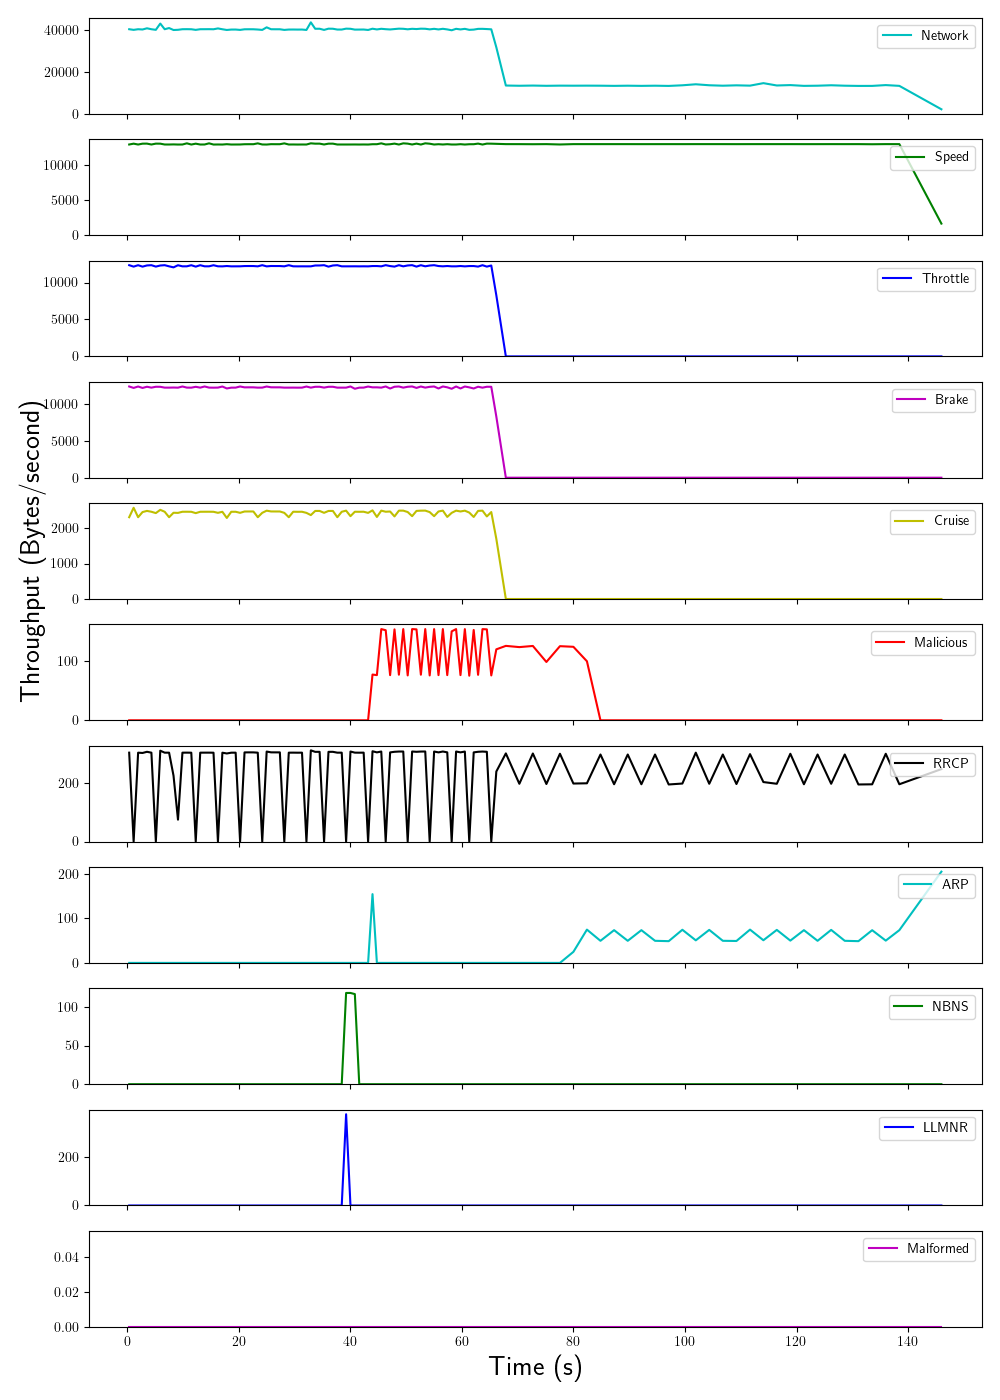 40000
20000
0
Network
10000
5000
0
Speed
10000
5000
0
Throttle
10000
5000
0
Brake
2000
1000
0
Cruise
100
0
Malicious
200
0
RRCP
200
100
0
ARP
100
50
0
NBNS
200
0
LLMNR
0.04
0.02
0.00
Malformed
0 20 40 60 80 100 120 140
Time (s)
Throughput (Bytes/second)